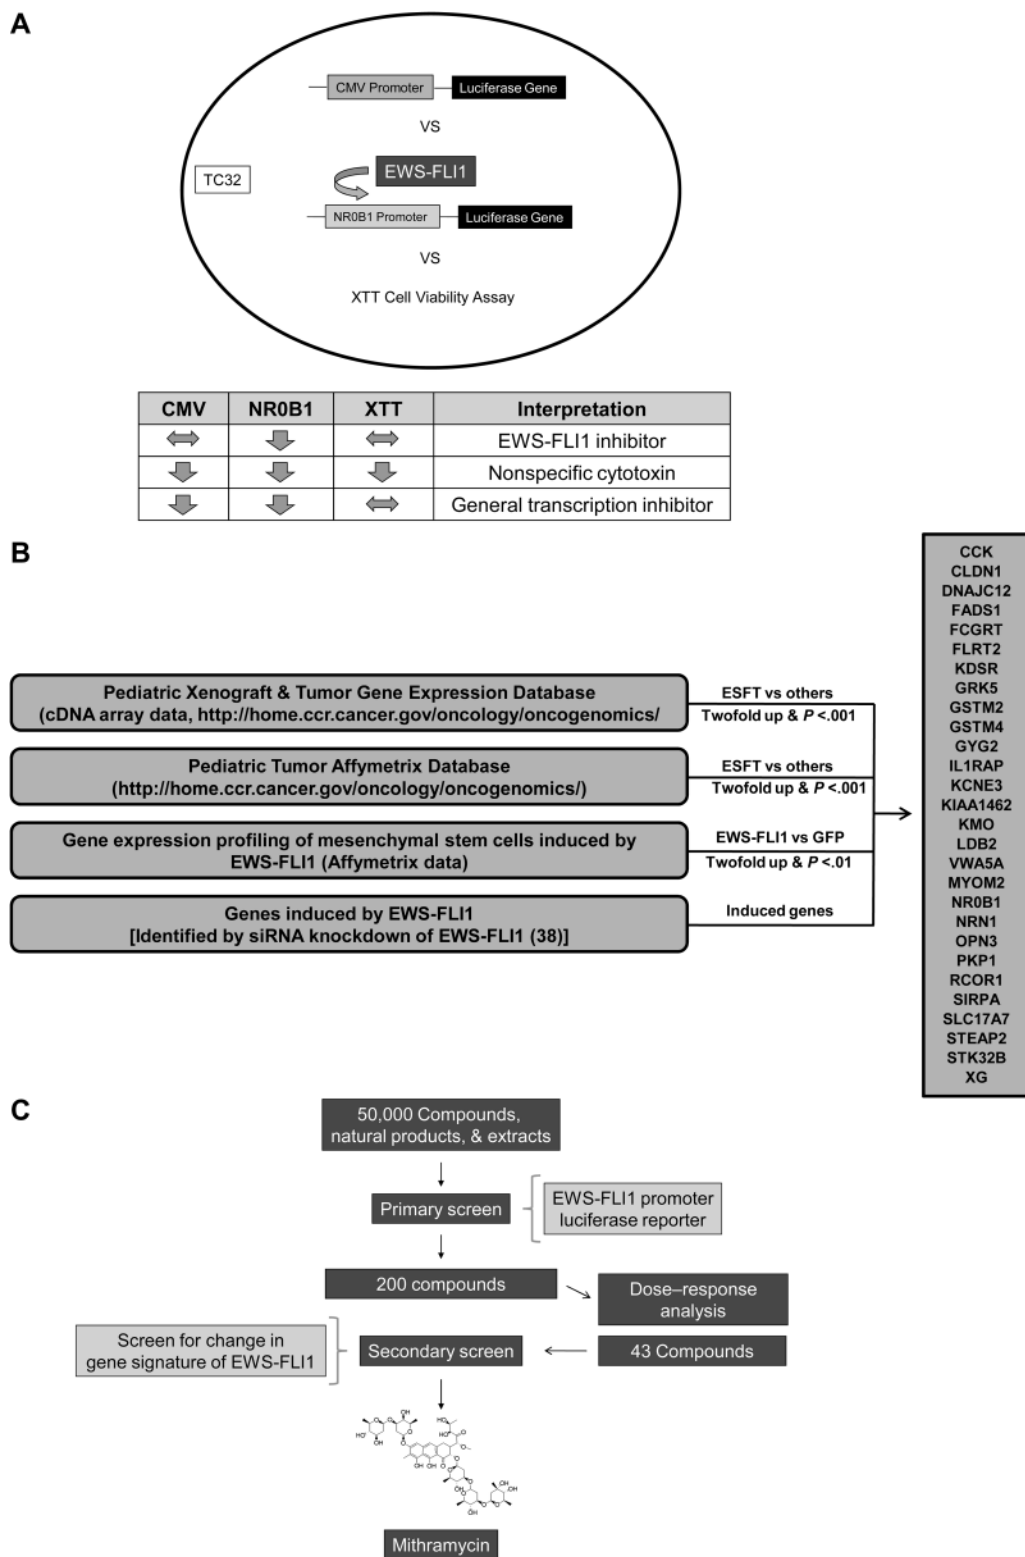 A
CMV Promoter
Luciferase Gene
VS
EWS-FLI1
TC32
NR0B1 Promoter
Luciferase Gene
VS
XTT Cell Viability Assay
CMV NR0B1 XTT Interpretation
EWS-FLI1 inhibitor
Nonspecific cytotoxin
General transcription inhibitor
B
Pediatric Xenograft & Tumor Gene Expression Database
(cDNA array data, http://home.ccr.cancer.gov/oncology/oncogenomics/
ESFT vs others
Twofold up & P <.001
Pediatric Tumor Affymetrix Database
(http://home.ccr.cancer.gov/oncology/oncogenomics/)
ESFT vs others
Twofold up & P <.001
Gene expression profiling of mesenchymal stem cells induced by
EWS-FLI1 (Affymetrix data)
EWS-FLI1 vs GFP
Twofold up & P <.01
Genes induced by EWS-FLI1
[Identified by siRNA knockdown of EWS-FLI1 (38)]
Induced genes
CCK
CLDN1
DNAJC12
FADS1
FCGRT
FLRT2
KDSR
GRK5
GSTM2
GSTM4
GYG2
IL1RAP
KCNE3
KIAA1462
KMO
LDB2
VWA5A
MYOM2
NR0B1
NRN1
OPN3
PKP1
RCOR1
SIRPA
SLC17A7
STEAP2
STK32B
XG
C
50,000 Compounds,
natural products, & extracts
Primary screen
EWS-FLI1 promoter
luciferase reporter
200 compounds
Dose–response
analysis
Screen for change in
gene signature of EWS-FLI1
Secondary screen
43 Compounds
Mithramycin